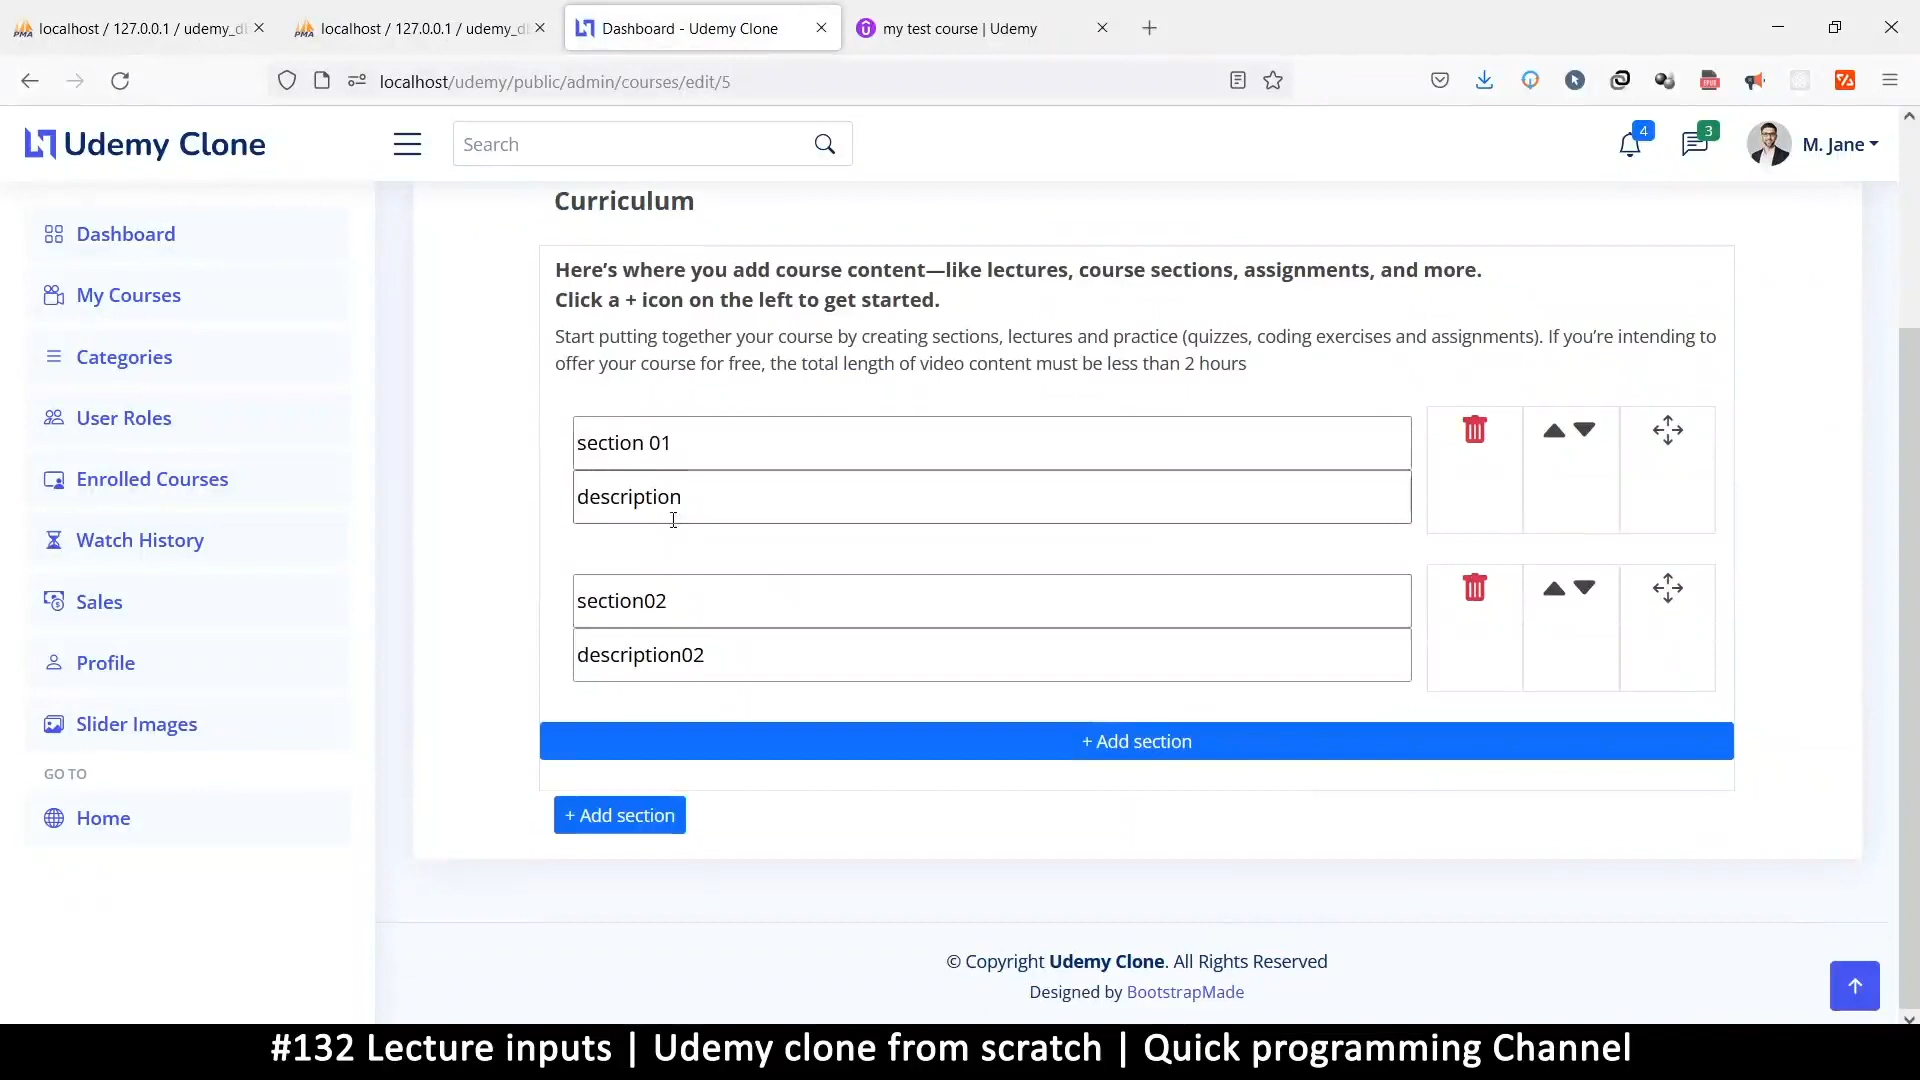 localhost / 127.0.0.1 / udemy_d
localhost / 127.0.0.1 / udemy_d
Dashboard - Udemy Clone
my test course | Udemy
localhost/udemy/public/admin/courses/edit/5
Udemy Clone
Search
4
3
M. Jane
Dashboard
My Courses
Categories
User Roles
Enrolled Courses
Watch History
Sales
Profile
Slider Images
GO TO
Home
Curriculum
Here’s where you add course content—like lectures, course sections, assignments, and more.
Click a + icon on the left to get started.
Start putting together your course by creating sections, lectures and practice (quizzes, coding exercises and assignments). If you’re intending to
offer your course for free, the total length of video content must be less than 2 hours
section 01
description
section02
description02
+ Add section
+ Add section
© Copyright Udemy Clone. All Rights Reserved
Designed by BootstrapMade
#132 Lecture inputs | Udemy clone from scratch | Quick programming Channel